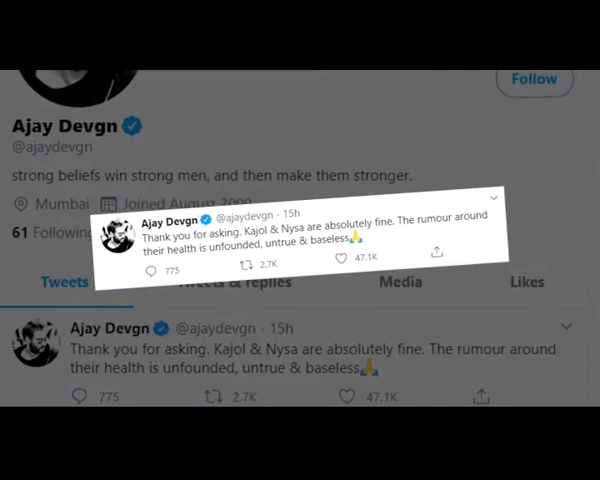 Follow
Ajay Devgn
@ajaydevgn
strong beliefs win strong men, and then make them stronger.
Mumbai Joined August 2009
61 Following
Ajay Devgn @ajaydevgn · 15h
Thank you for asking. Kajol & Nysa are absolutely fine. The rumour around
their health is unfounded, untrue & baseless🙏
775 2.7K 47.1K
Tweets Tweets & replies Media Likes
Ajay Devgn @ajaydevgn · 15h
Thank you for asking. Kajol & Nysa are absolutely fine. The rumour around
their health is unfounded, untrue & baseless🙏
775 2.7K 47.1K